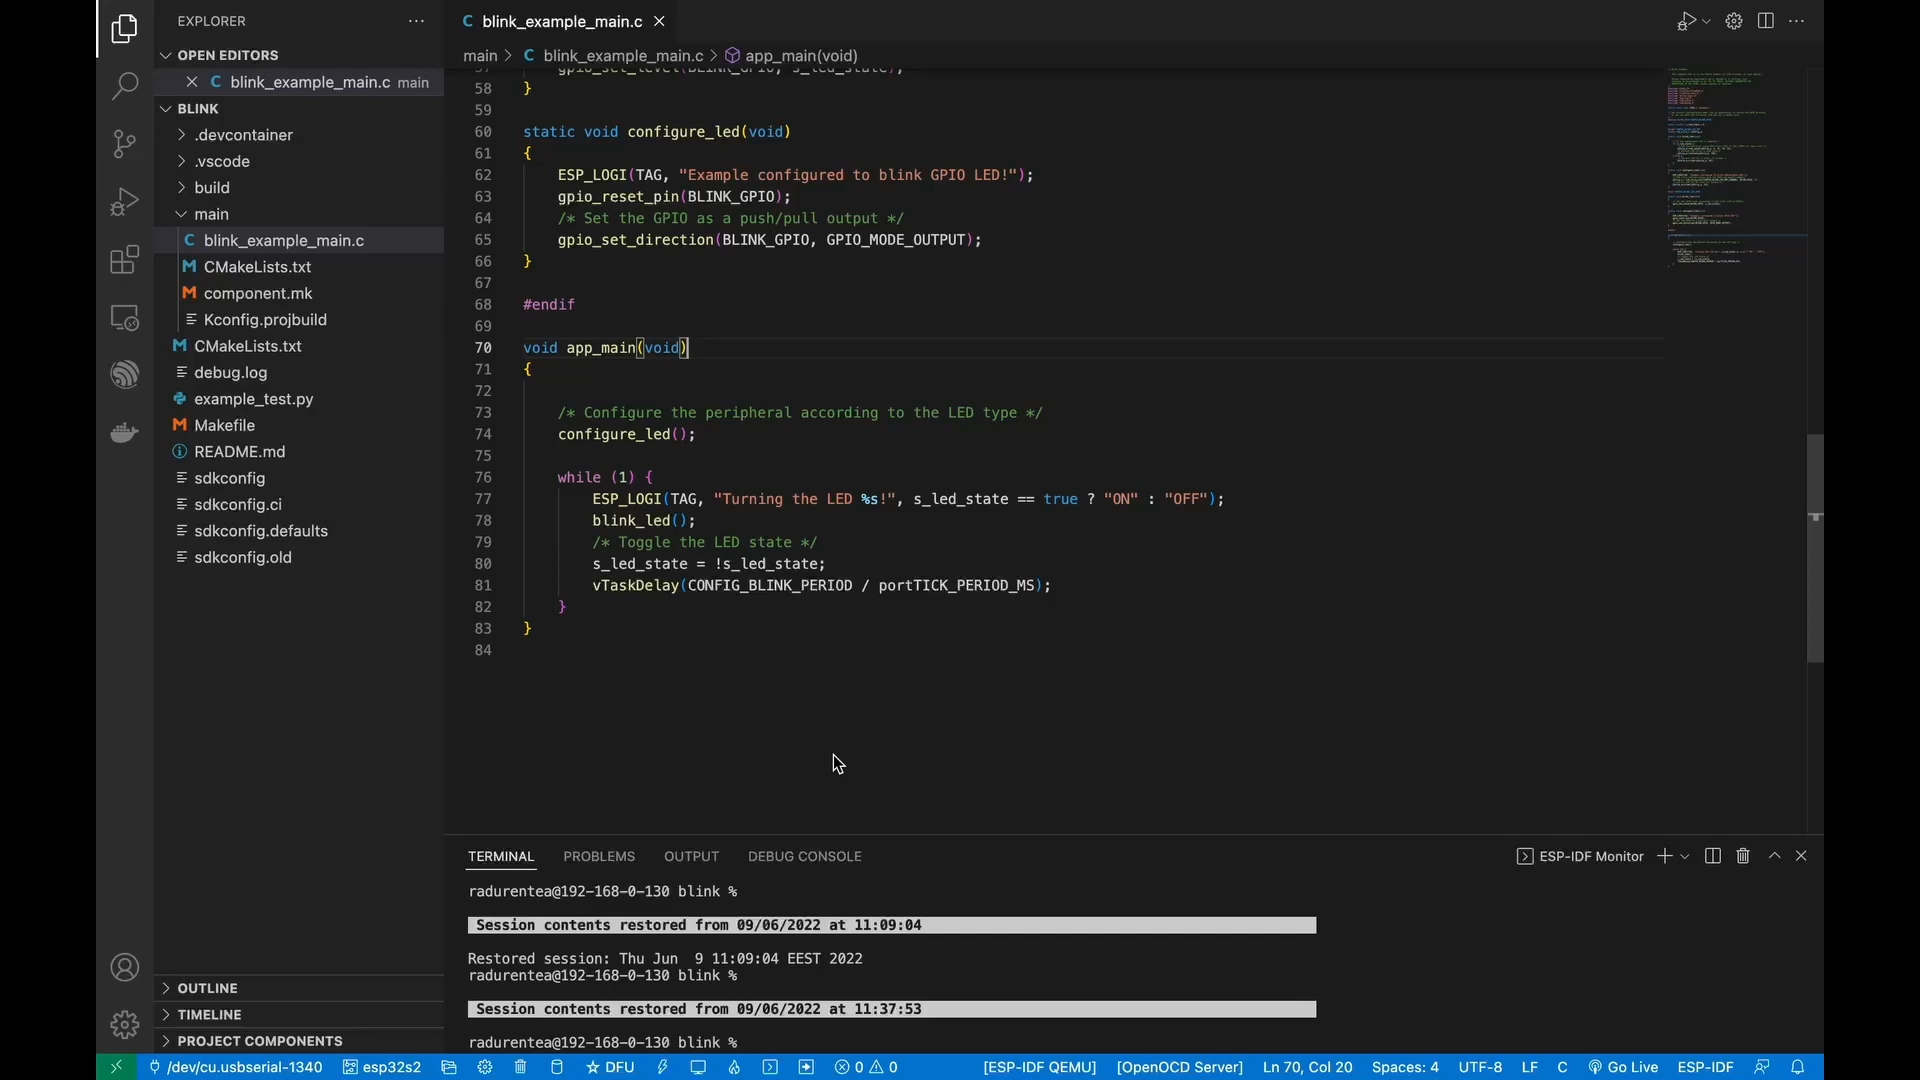 EXPLORER
OPEN EDITORS
blink_example_main.c main
BLINK
.devcontainer
.vscode
build
main
C blink_example_main.c
M CMakeLists.txt
M component.mk
Kconfig.projbuild
M CMakeLists.txt
debug.log
example_test.py
M Makefile
README.md
sdkconfig
sdkconfig.ci
sdkconfig.defaults
sdkconfig.old
OUTLINE
TIMELINE
PROJECT COMPONENTS
C blink_example_main.c
main > C blink_example_main.c > app_main(void)
58 }
59
60 static void configure_led(void)
61 {
62 ESP_LOGI(TAG, "Example configured to blink GPIO LED!");
63 gpio_reset_pin(BLINK_GPIO);
64 /* Set the GPIO as a push/pull output */
65 gpio_set_direction(BLINK_GPIO, GPIO_MODE_OUTPUT);
66 }
67
68 #endif
69
70 void app_main(void)
71 {
72
73 /* Configure the peripheral according to the LED type */
74 configure_led();
75
76 while (1) {
77 ESP_LOGI(TAG, "Turning the LED %s!", s_led_state == true ? "ON" : "OFF");
78 blink_led();
79 /* Toggle the LED state */
80 s_led_state = !s_led_state;
81 vTaskDelay(CONFIG_BLINK_PERIOD / portTICK_PERIOD_MS);
82 }
83 }
84
TERMINAL PROBLEMS OUTPUT DEBUG CONSOLE ESP-IDF Monitor
radurentea@192-168-0-130 blink %
Session contents restored from 09/06/2022 at 11:09:04
Restored session: Thu Jun 9 11:09:04 EEST 2022
radurentea@192-168-0-130 blink %
Session contents restored from 09/06/2022 at 11:37:53
radurentea@192-168-0-130 blink %
/dev/cu.usbserial-1340 esp32s2 DFU 0 0 [ESP-IDF QEMU] [OpenOCD Server] Ln 70, Col 20 Spaces: 4 UTF-8 LF C Go Live ESP-IDF